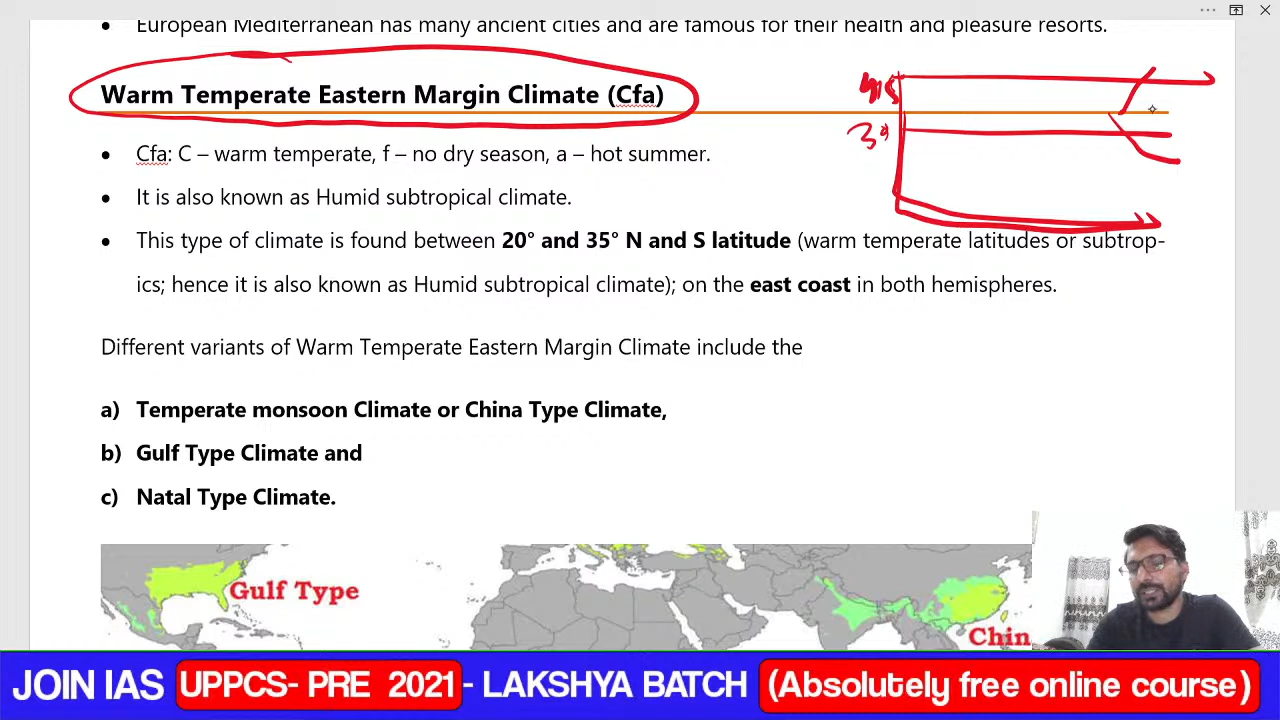 • European Mediterranean has many ancient cities and are famous for their health and pleasure resorts.
Warm Temperate Eastern Margin Climate (Cfa)
• Cfa: C – warm temperate, f – no dry season, a – hot summer.
• It is also known as Humid subtropical climate.
• This type of climate is found between 20° and 35° N and S latitude (warm temperate latitudes or subtrop-
ics; hence it is also known as Humid subtropical climate); on the east coast in both hemispheres.
Different variants of Warm Temperate Eastern Margin Climate include the
a) Temperate monsoon Climate or China Type Climate,
b) Gulf Type Climate and
c) Natal Type Climate.
Gulf Type
Chin
JOIN IAS UPPCS- PRE 2021 - LAKSHYA BATCH (Absolutely free online course)